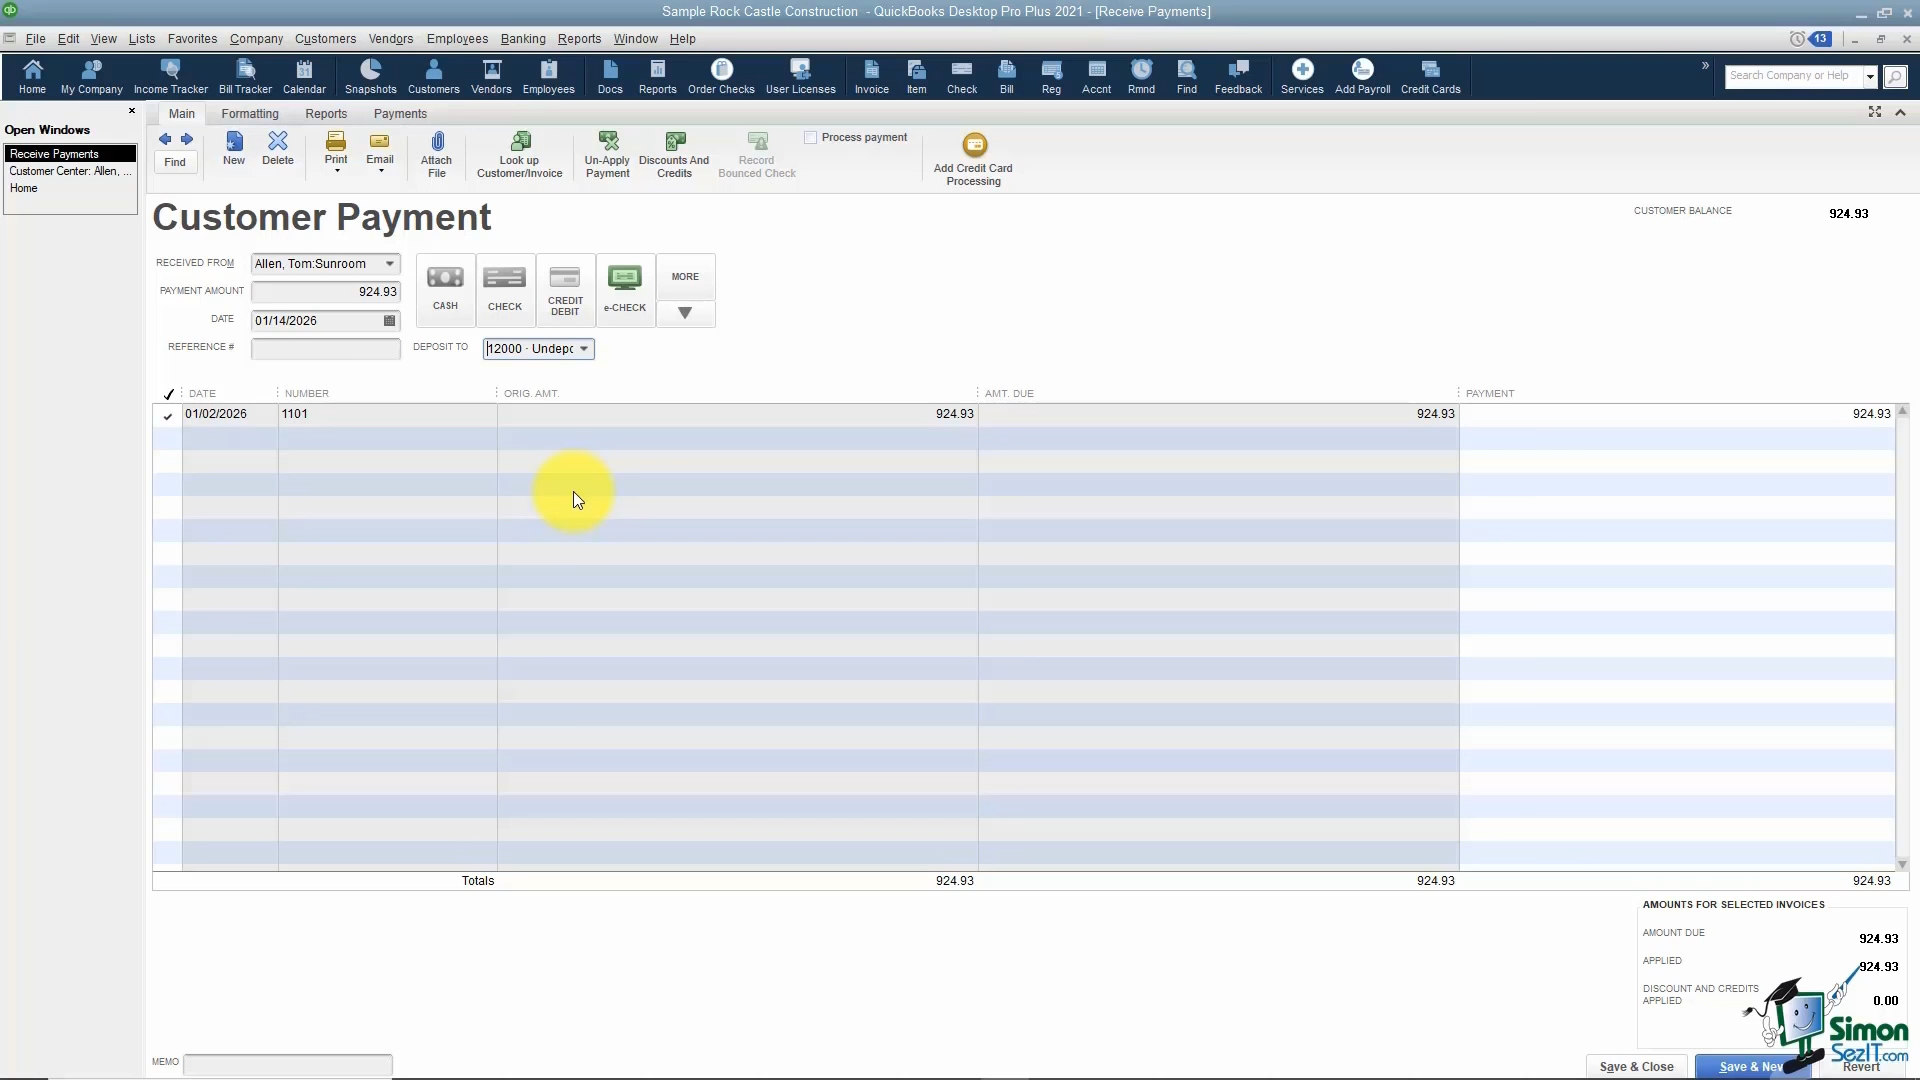 Sample Rock Castle Construction - QuickBooks Desktop Pro Plus 2021 - [Receive Payments]
File Edit View Lists Favorites Company Customers Vendors Employees Banking Reports Window Help
13
Home My Company Income Tracker Bill Tracker Calendar Snapshots Customers Vendors Employees Docs Reports Order Checks User Licenses Invoice Item Check Bill Reg Accnt Rmnd Find Feedback Services Add Payroll Credit Cards
Search Company or Help
Open Windows
Receive Payments
Customer Center: Allen, ...
Home
Main Formatting Reports Payments
Find New Delete Print Email Attach File Look up Customer/Invoice Un-Apply Payment Discounts And Credits Record Bounced Check Process payment Add Credit Card Processing
Customer Payment
CUSTOMER BALANCE 924.93
RECEIVED FROM Allen, Tom:Sunroom
PAYMENT AMOUNT 924.93
DATE 01/14/2026
REFERENCE #
CASH CHECK CREDIT DEBIT e-CHECK MORE
DEPOSIT TO 12000 · Undepo
DATE NUMBER ORIG. AMT. AMT. DUE PAYMENT
01/02/2026 1101 924.93 924.93 924.93
Totals 924.93 924.93 924.93
AMOUNTS FOR SELECTED INVOICES
AMOUNT DUE 924.93
APPLIED 924.93
DISCOUNT AND CREDITS APPLIED 0.00
MEMO
Save & Close Save & New Revert
Simon
SezIT.com